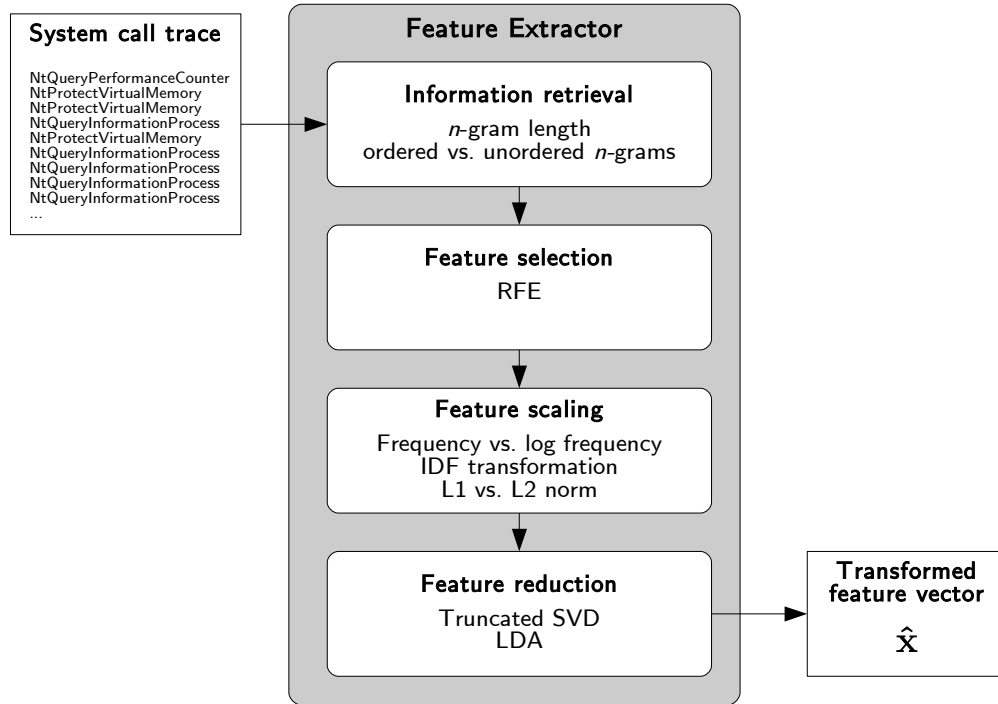 System call trace
NtQueryPerformanceCounter
NtProtectVirtualMemory
NtProtectVirtualMemory
NtQueryInformationProcess
NtProtectVirtualMemory
NtQueryInformationProcess
NtQueryInformationProcess
NtQueryInformationProcess
NtQueryInformationProcess
...
Feature Extractor
Information retrieval
n-gram length
ordered vs. unordered n-grams
Feature selection
RFE
Feature scaling
Frequency vs. log frequency
IDF transformation
L1 vs. L2 norm
Feature reduction
Truncated SVD
LDA
Transformed
feature vector
x̂